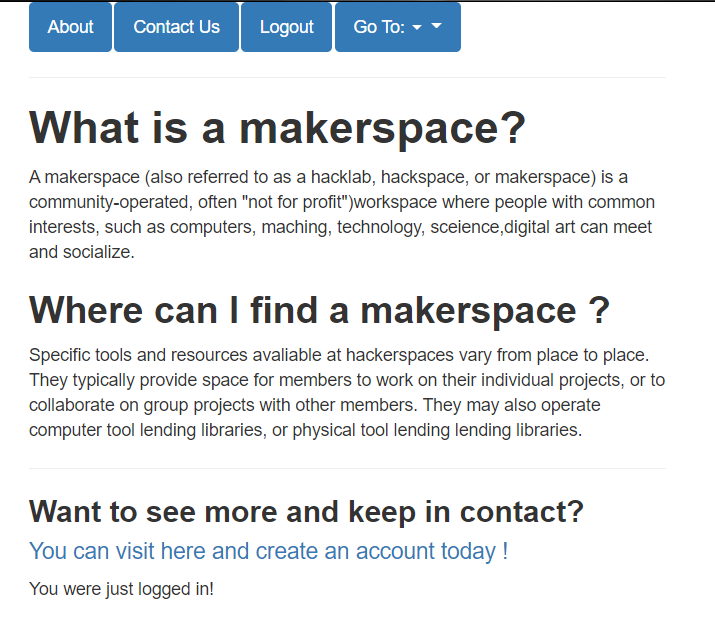 About Contact Us Logout Go To:
What is a makerspace?
A makerspace (also referred to as a hacklab, hackspace, or makerspace) is a
community-operated, often "not for profit")workspace where people with common
interests, such as computers, maching, technology, sceience,digital art can meet
and socialize.
Where can I find a makerspace ?
Specific tools and resources avaliable at hackerspaces vary from place to place.
They typically provide space for members to work on their individual projects, or to
collaborate on group projects with other members. They may also operate
computer tool lending libraries, or physical tool lending lending libraries.
Want to see more and keep in contact?
You can visit here and create an account today !
You were just logged in!